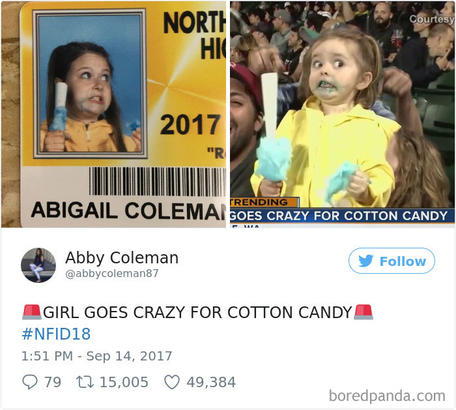 NORTH
HI
2017
"R
ABIGAIL COLEMA
Courtesy
TRENDING
GOES CRAZY FOR COTTON CANDY
E, WA
Abby Coleman
@abbycoleman87
Follow
🚨GIRL GOES CRAZY FOR COTTON CANDY🚨
#NFID18
1:51 PM - Sep 14, 2017
79 15,005 49,384
boredpanda.com